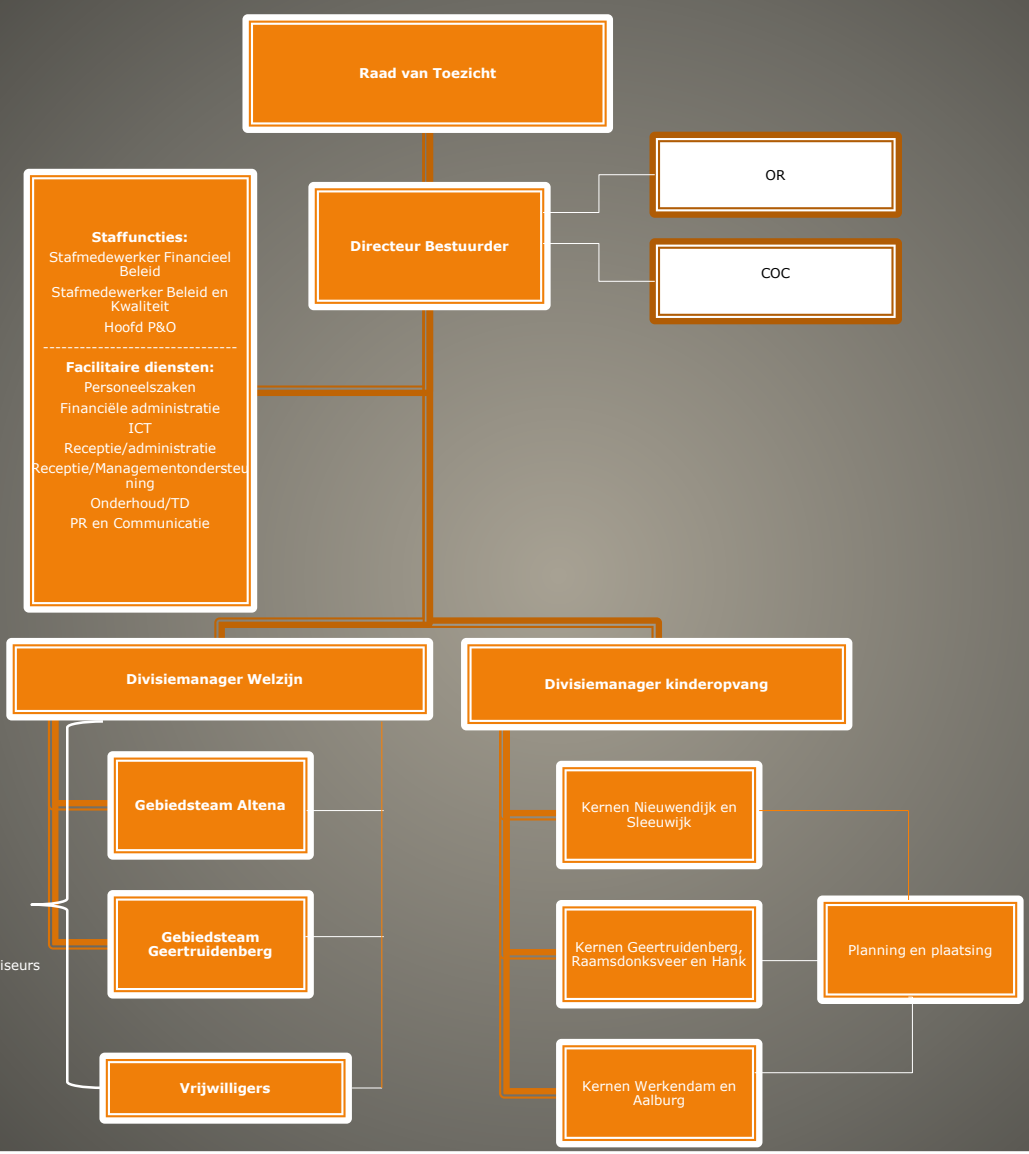 Raad van Toezicht
OR
Directeur Bestuurder
COC
Staffuncties:
Stafmedewerker Financieel
Beleid
Stafmedewerker Beleid en
Kwaliteit
Hoofd P&O
--------------------------------
Facilitaire diensten:
Personeelszaken
Financiële administratie
ICT
Receptie/administratie
Receptie/Managementondersteu
ning
Onderhoud/TD
PR en Communicatie
Divisiemanager Welzijn
Divisiemanager kinderopvang
Gebiedsteam Altena
Gebiedsteam
Geertruidenberg
iseurs
Vrijwilligers
Kernen Nieuwendijk en
Sleeuwijk
Kernen Geertruidenberg,
Raamsdonksveer en Hank
Planning en plaatsing
Kernen Werkendam en
Aalburg